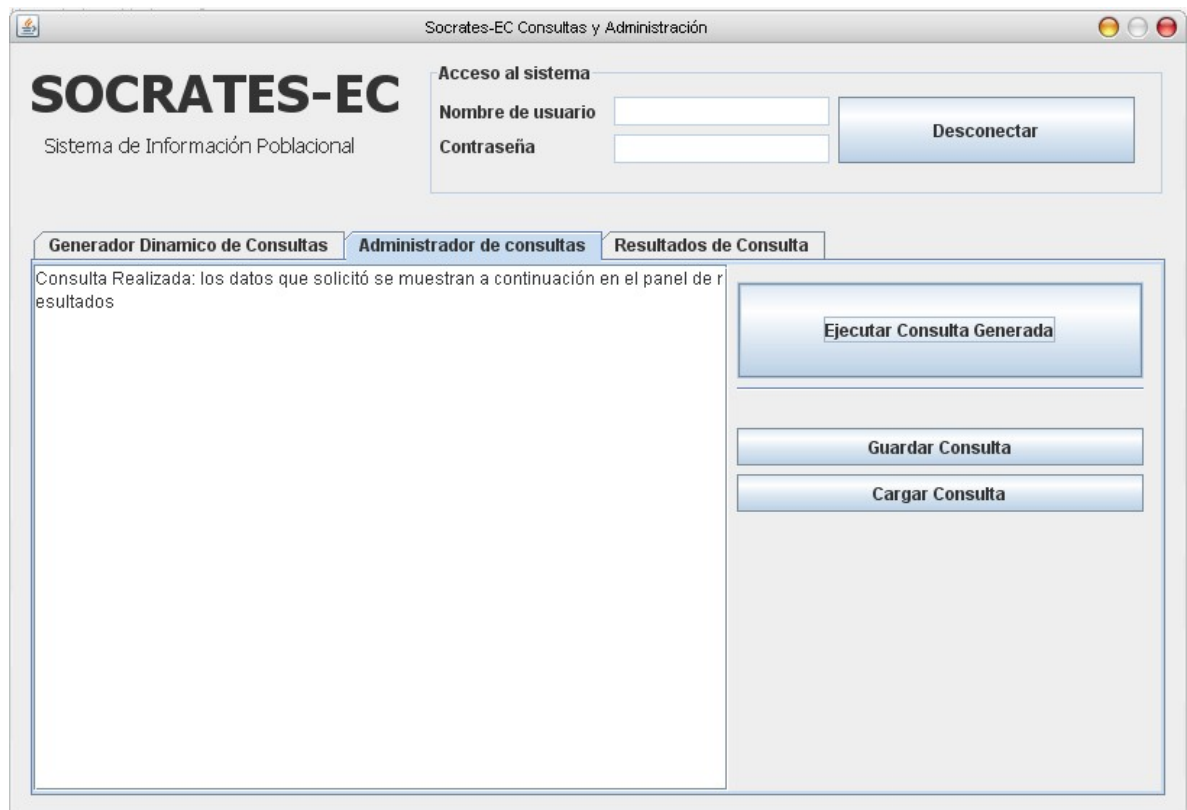 Socrates-EC Consultas y Administración
SOCRATES-EC
Sistema de Información Poblacional
Acceso al sistema
Nombre de usuario
Contraseña
Desconectar
Generador Dinamico de Consultas
Administrador de consultas
Resultados de Consulta
Consulta Realizada: los datos que solicitó se muestran a continuación en el panel de r
esultados
Ejecutar Consulta Generada
Guardar Consulta
Cargar Consulta